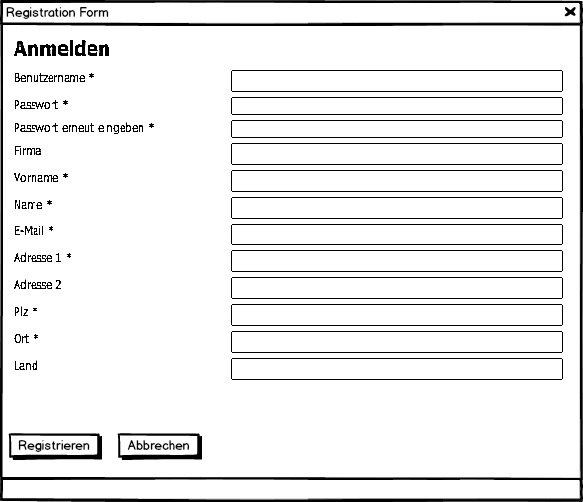 Registration Form
Anmelden
Benutzername *
Passwort *
Passwort erneut eingeben *
Firma
Vorname *
Name *
E-Mail *
Adresse 1 *
Adresse 2
Plz *
Ort *
Land
Registrieren Abbrechen